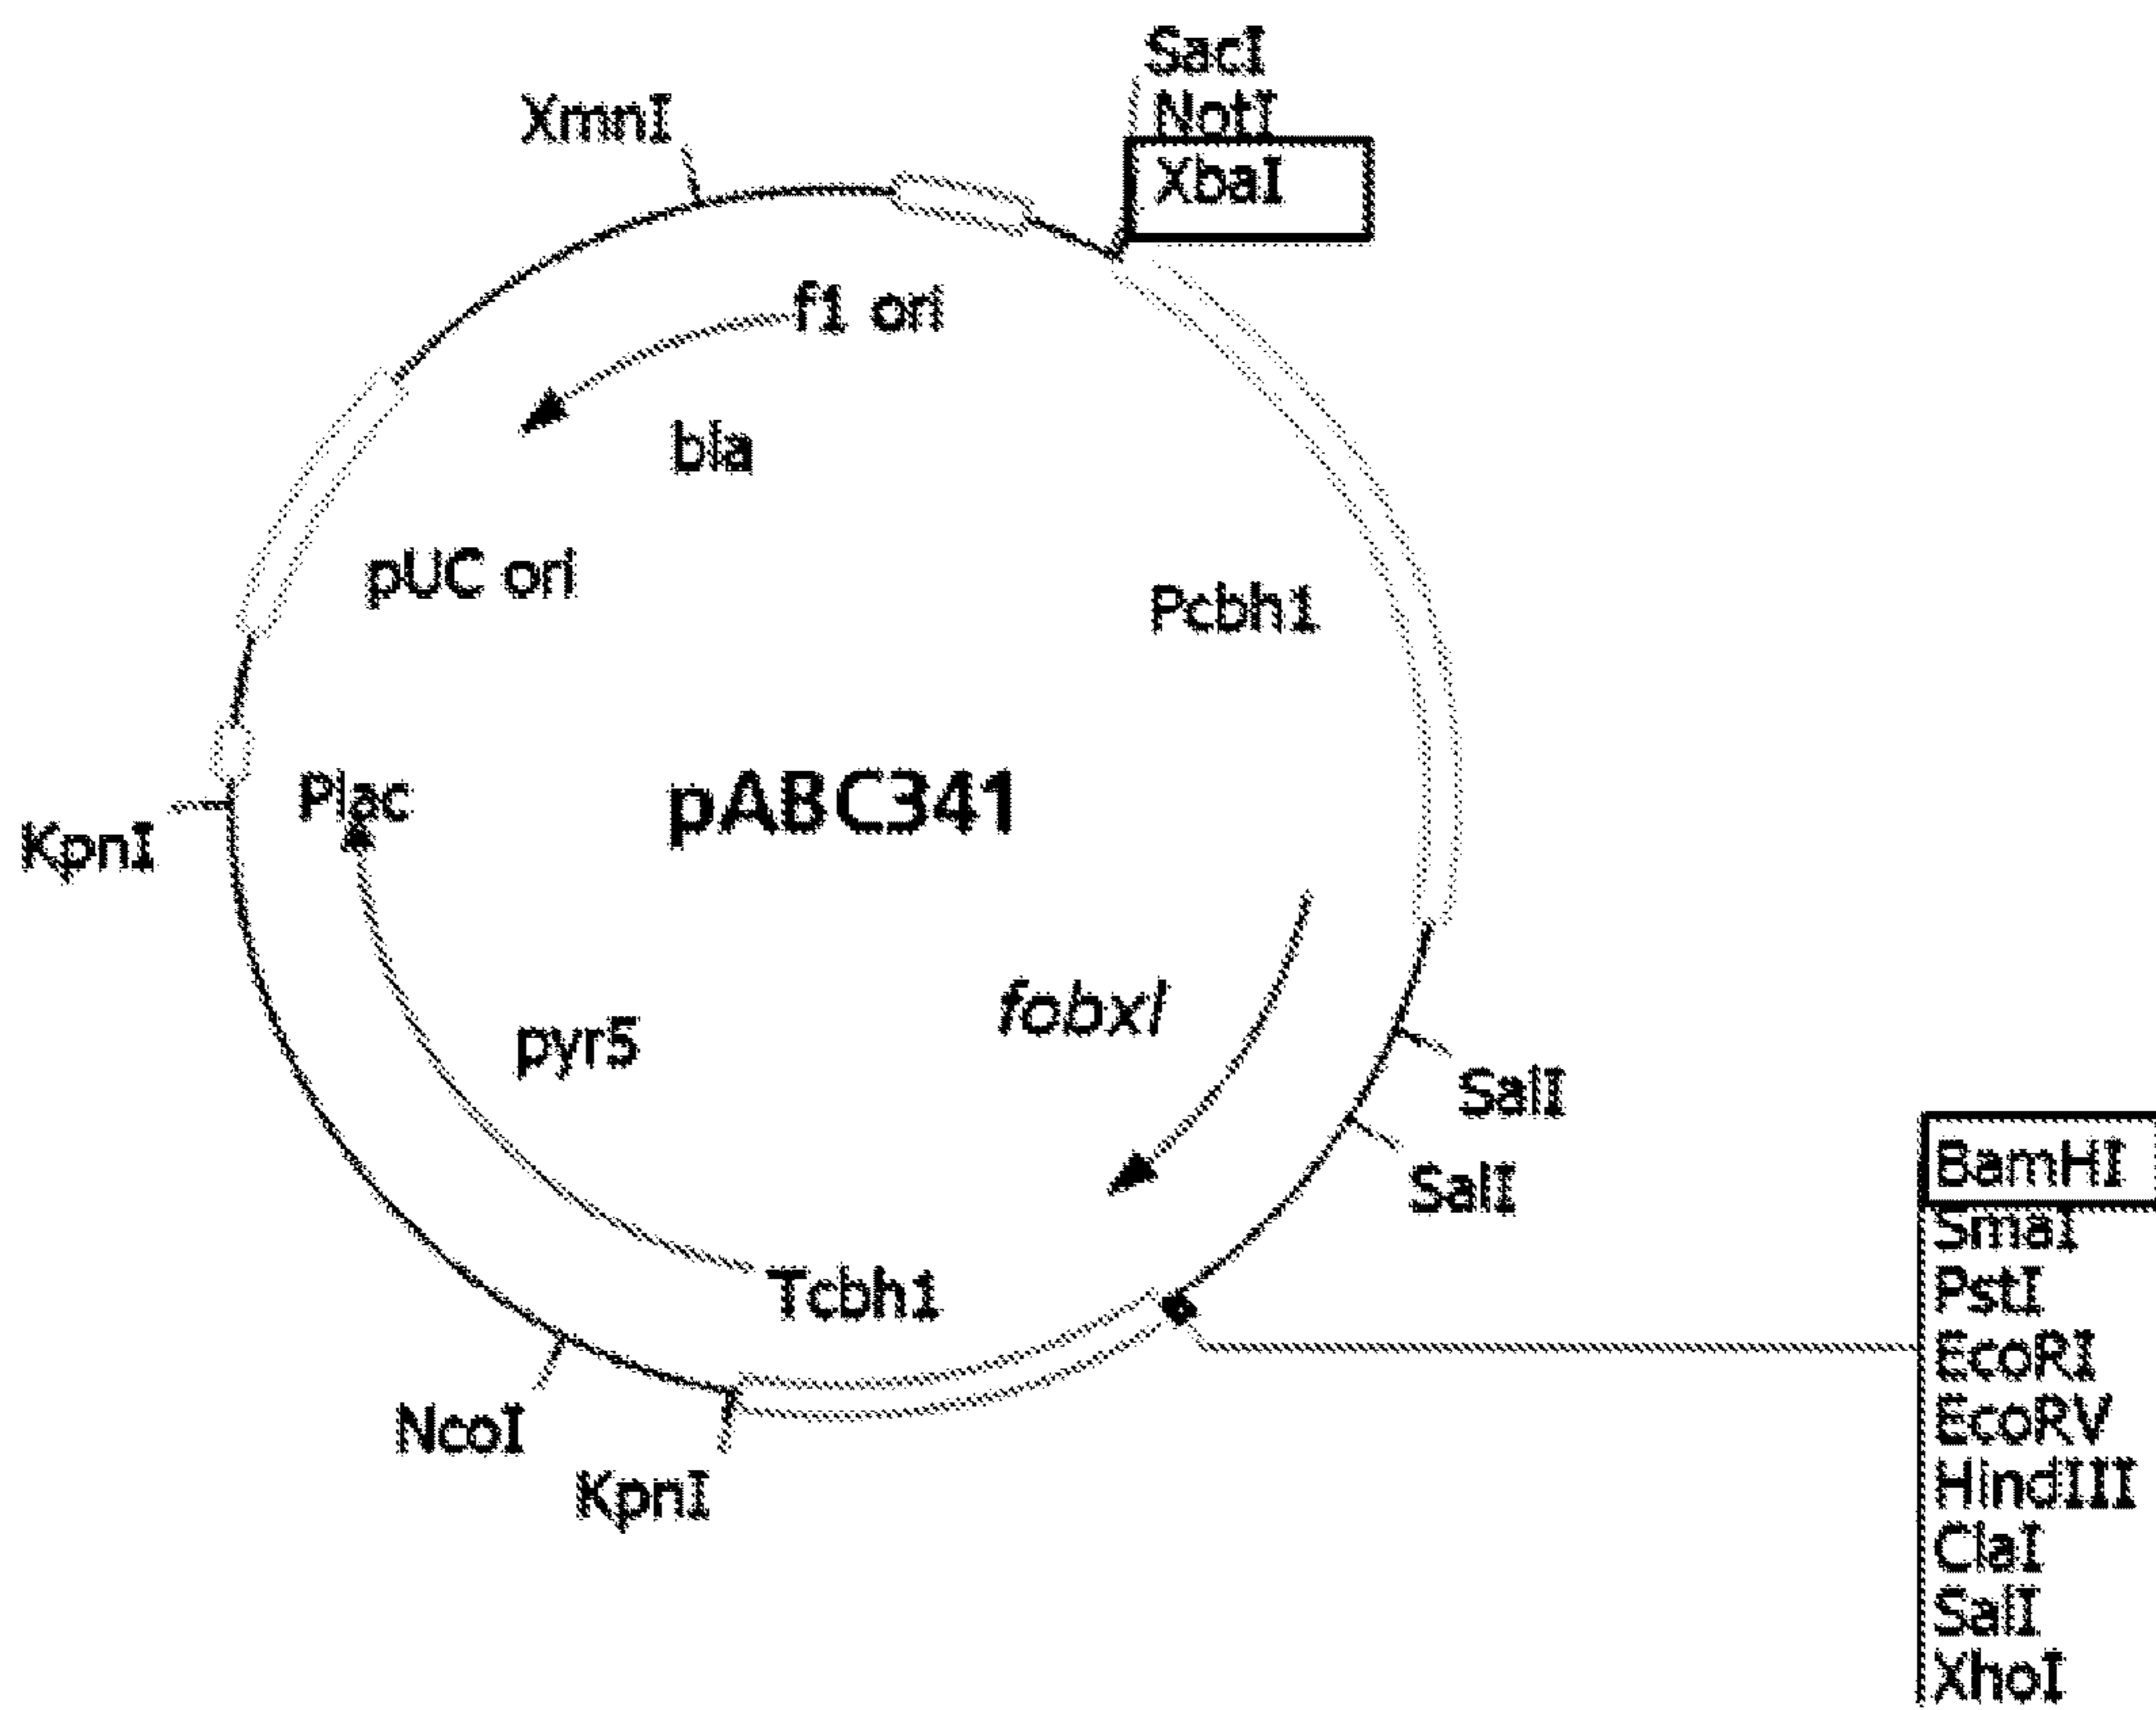 SacI
NotI
XbaI
XmnI
f1 ori
bla
pUC ori
Pcbh1
Plac
pABC341
KpnI
fobxl
pyr5
SalI
SalI
Tcbh1
NcoI
KpnI
BamHI
SmaI
PstI
EcoRI
EcoRV
HindIII
ClaI
SalI
XhoI